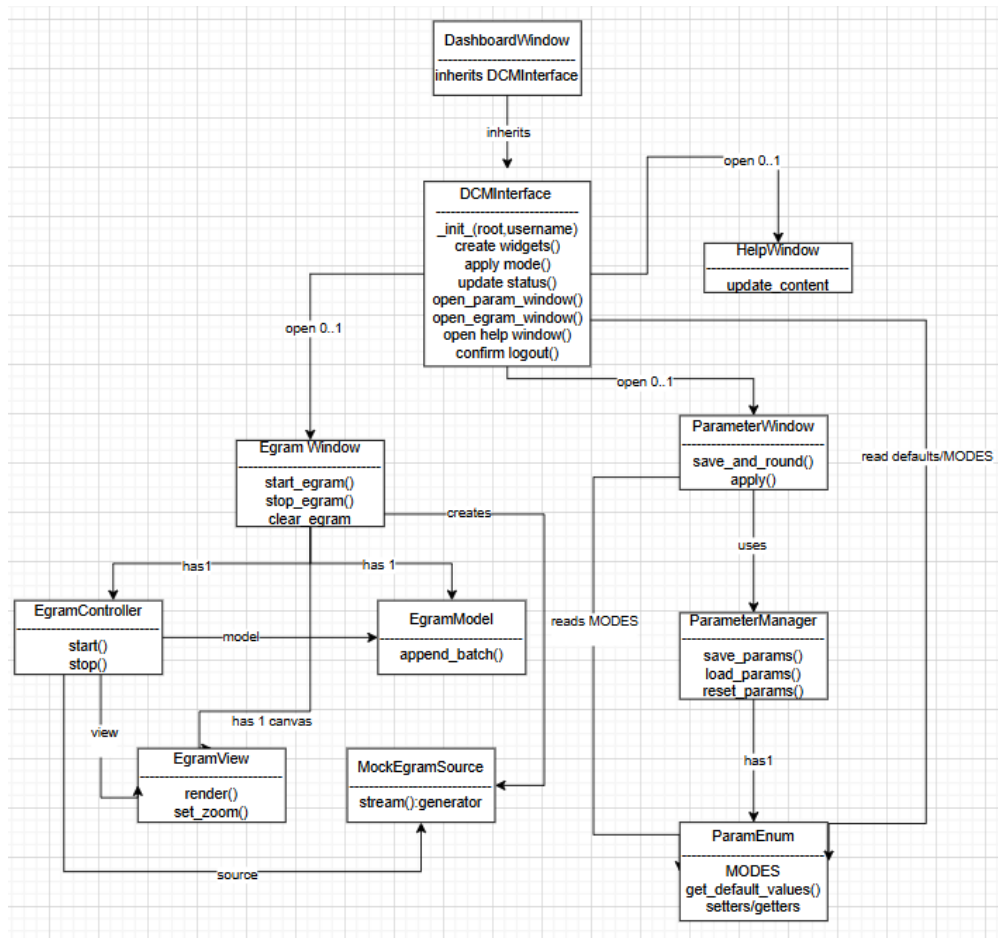 DashboardWindow
inherits DCMInterface
inherits
open 0..1
DCMInterface
_init_(root,username)
create widgets()
apply mode()
update status()
open_param_window()
open_egram_window()
open help window()
confirm logout()
HelpWindow
update_content
open 0..1
open 0..1
ParameterWindow
save_and_round()
apply()
read defaults/MODES
Egram Window
start_egram()
stop_egram()
clear_egram
creates
uses
has1
has 1
EgramController
start()
stop()
model
EgramModel
append_batch()
reads MODES
ParameterManager
save_params()
load_params()
reset_params()
view
has 1 canvas
EgramView
render()
set_zoom()
MockEgramSource
stream():generator
has1
source
ParamEnum
MODES
get_default_values()
setters/getters